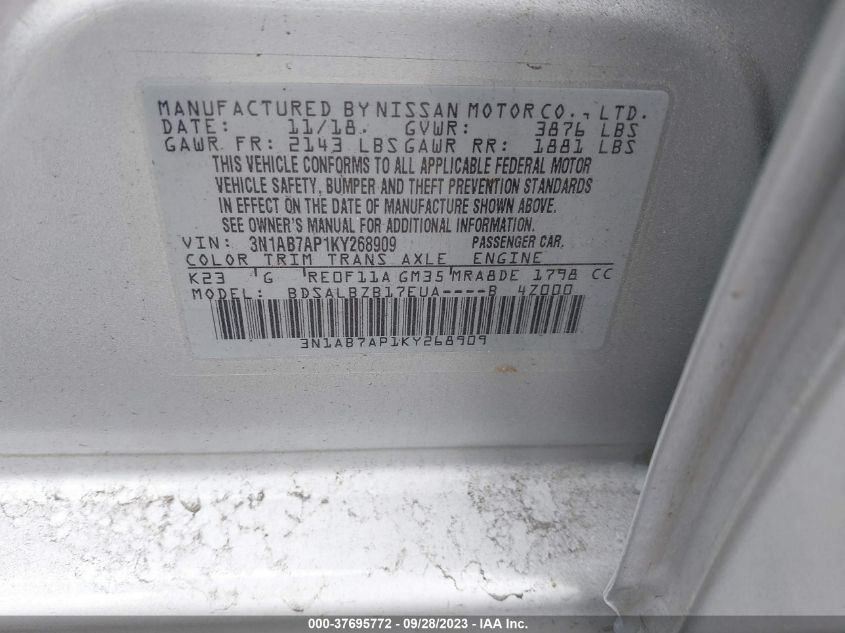 MANUFACTURED BY NISSAN MOTOR CO., LTD.
DATE: 11/18. GVWR: 3876 LBS
GAWR FR: 2143 LBS GAWR RR: 1881 LBS
THIS VEHICLE CONFORMS TO ALL APPLICABLE FEDERAL MOTOR
VEHICLE SAFETY, BUMPER AND THEFT PREVENTION STANDARDS
IN EFFECT ON THE DATE OF MANUFACTURE SHOWN ABOVE.
SEE OWNER'S MANUAL FOR ADDITIONAL INFORMATION.
VIN: 3N1AB7AP1KY268909 PASSENGER CAR.
COLOR TRIM TRANS AXLE ENGINE
K23 G RE0F11A GM35 MRA8DE 1798 CC
MODEL: BDSALBZB17EUA----B 4Z000
3N1AB7AP1KY268909
000-37695772 - 09/28/2023 - IAA Inc.